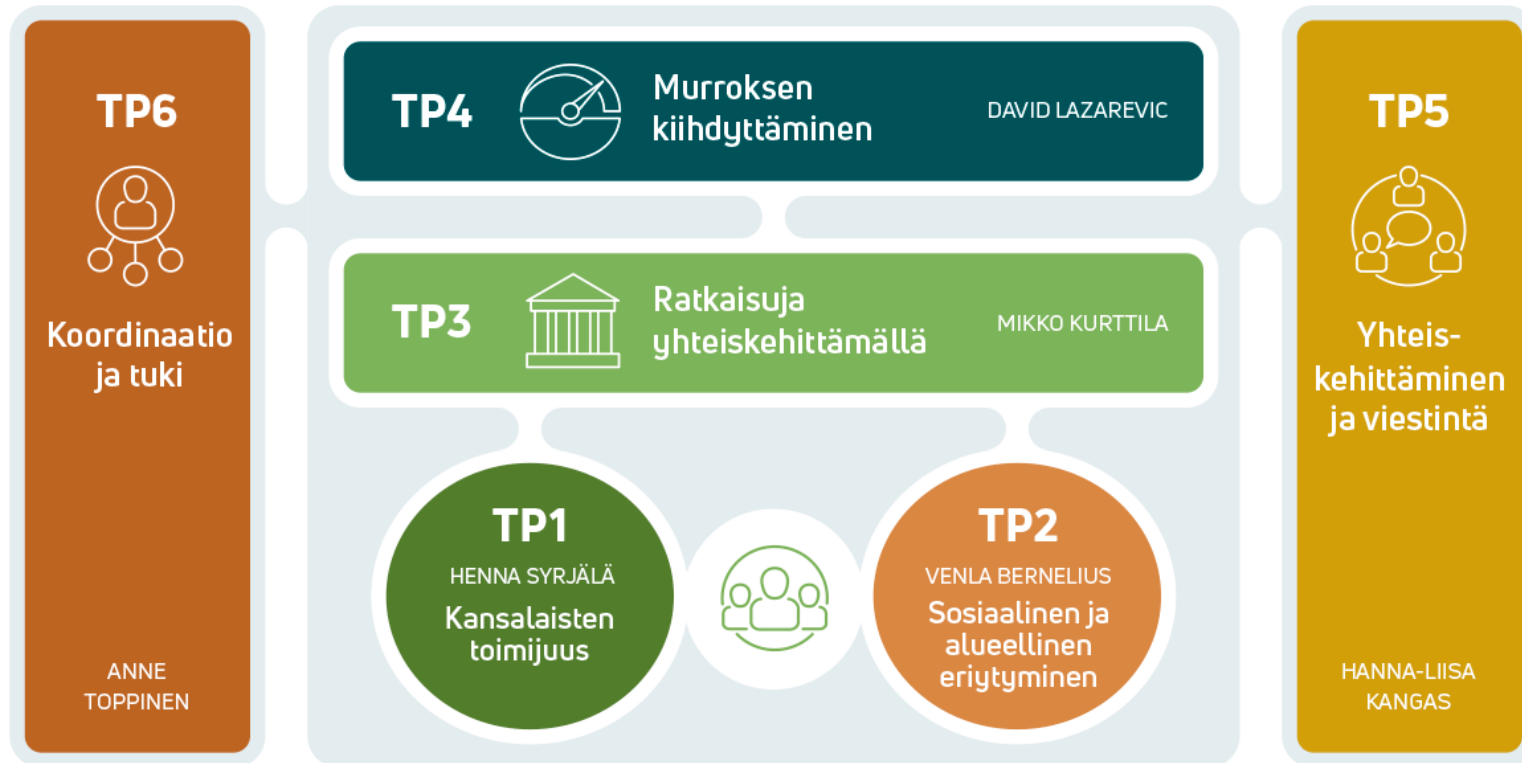 TP6
Koordinaatio
ja tuki
ANNE
TOPPINEN
TP4
Murroksen
kiihdyttäminen
DAVID LAZAREVIC
TP3
Ratkaisuja
yhteiskehittämällä
MIKKO KURTTILA
TP1
HENNA SYRJÄLÄ
Kansalaisten
toimijuus
TP2
VENLA BERNELIUS
Sosiaalinen ja
alueellinen
eriytyminen
TP5
Yhteis-
kehittäminen
ja viestintä
HANNA-LIISA
KANGAS